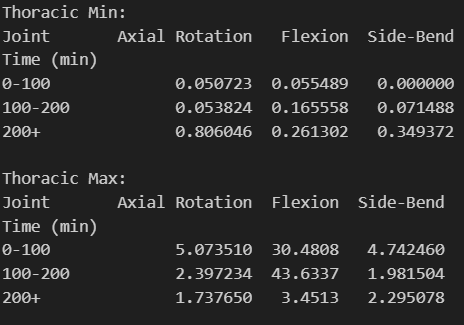 Thoracic Min:
Joint       Axial Rotation   Flexion  Side-Bend
Time (min)
0-100             0.050723  0.055489   0.000000
100-200           0.053824  0.165558   0.071488
200+              0.806046  0.261302   0.349372

Thoracic Max:
Joint       Axial Rotation  Flexion  Side-Bend
Time (min)
0-100             5.073510  30.4808   4.742460
100-200           2.397234  43.6337   1.981504
200+              1.737650   3.4513   2.295078